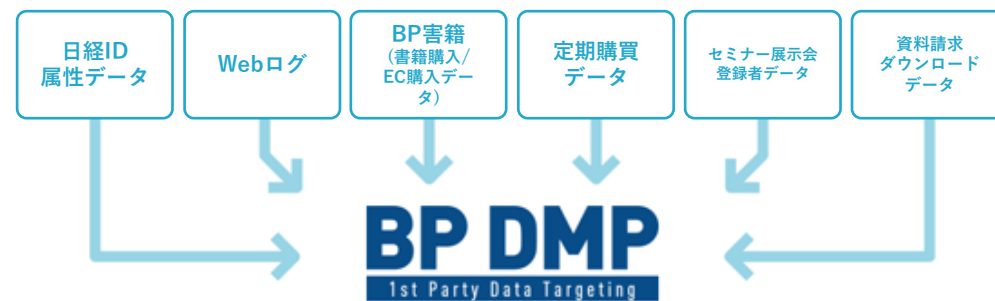 日経ID
属性データ
Webログ
BP害籍
(書籍購入/
EC購入デー
タ)
定期購買
データ
セミナー展示会
登録者データ
資料請求
ダウンロード
データ
BP DMP
1st Party Data Targeting